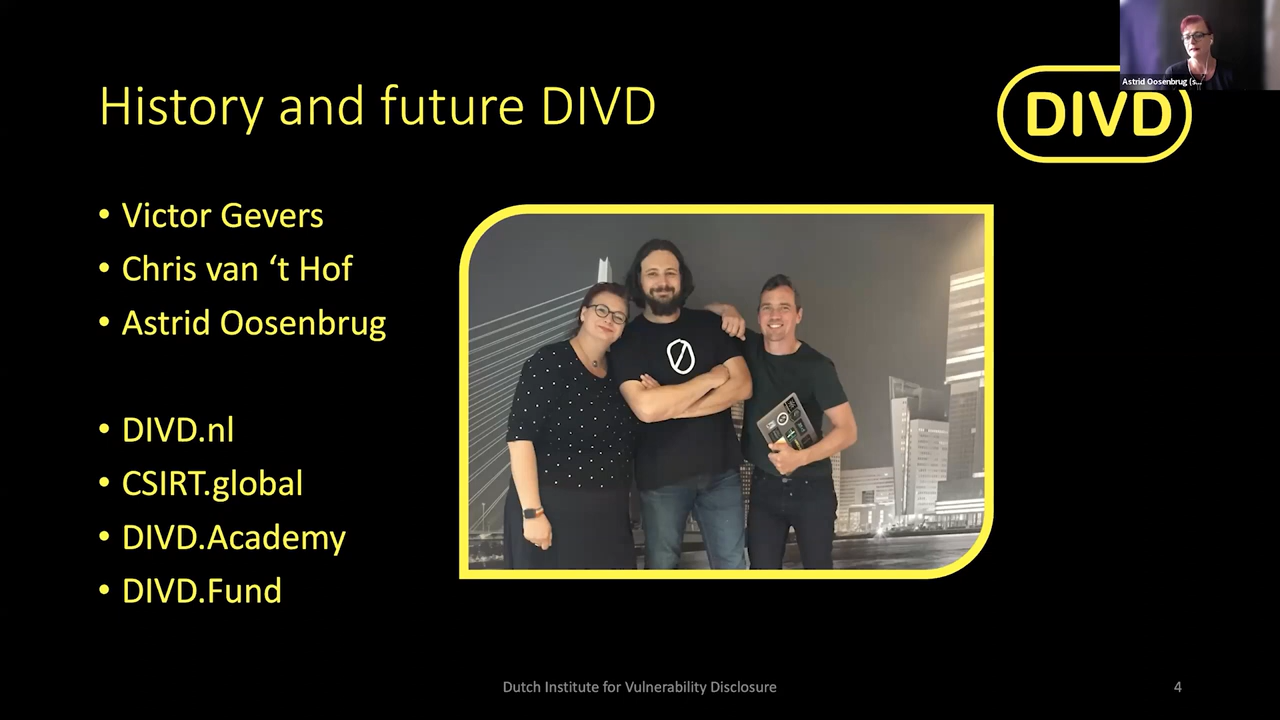 Astrid Oosenbrug (s...
History and future DIVD
DIVD
• Victor Gevers
• Chris van ‘t Hof
• Astrid Oosenbrug
• DIVD.nl
• CSIRT.global
• DIVD.Academy
• DIVD.Fund
Dutch Institute for Vulnerability Disclosure
4